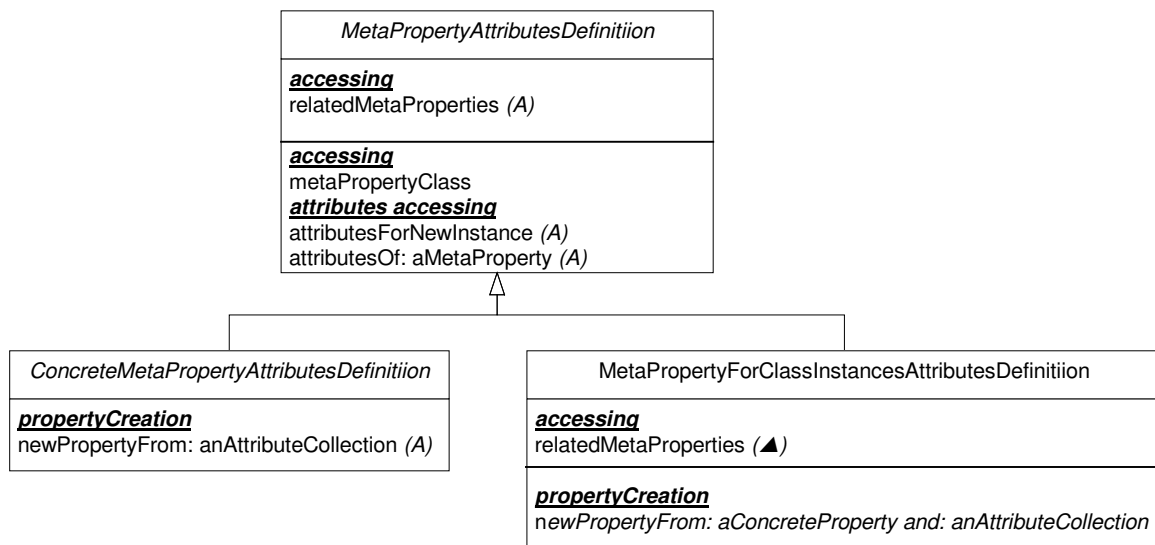 MetaPropertyAttributesDefinitiion
accessing
relatedMetaProperties (A)
accessing
metaPropertyClass
attributes accessing
attributesForNewInstance (A)
attributesOf: aMetaProperty (A)
ConcreteMetaPropertyAttributesDefinitiion
propertyCreation
newPropertyFrom: anAttributeCollection (A)
MetaPropertyForClassInstancesAttributesDefinitiion
accessing
relatedMetaProperties (▲)
propertyCreation
newPropertyFrom: aConcreteProperty and: anAttributeCollection